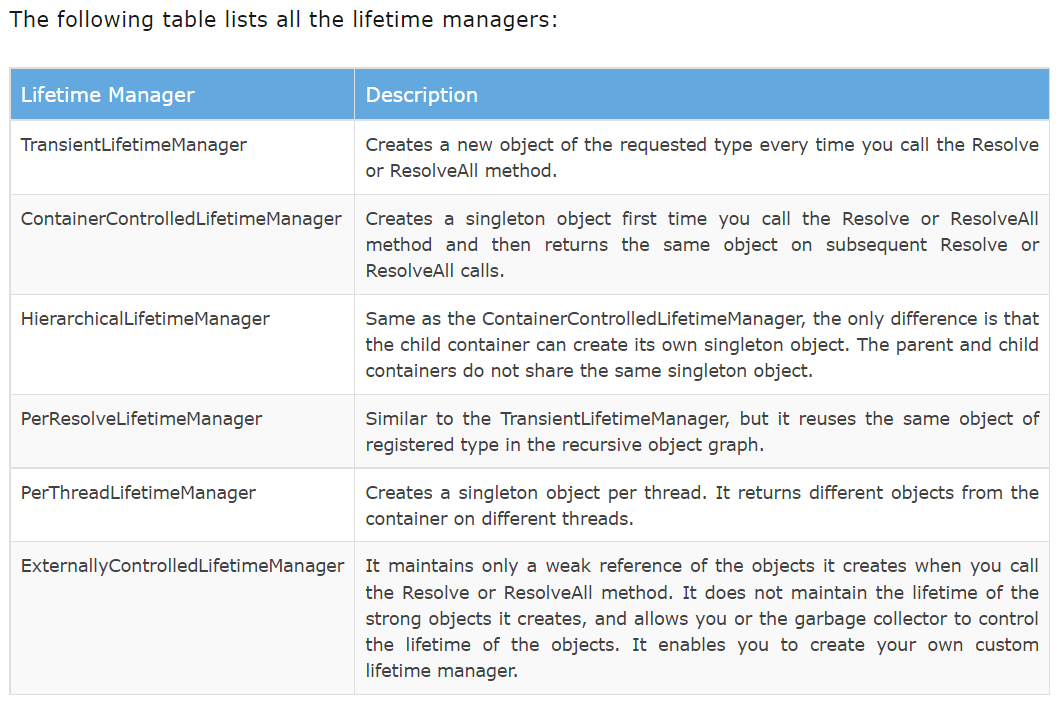 The following table lists all the lifetime managers:
Lifetime Manager
Description
TransientLifetimeManager
Creates a new object of the requested type every time you call the Resolve
or ResolveAll method.
ContainerControlledLifetimeManager
Creates a singleton object first time you call the Resolve or ResolveAll
method and then returns the same object on subsequent Resolve or
ResolveAll calls.
HierarchicalLifetimeManager
Same as the ContainerControlledLifetimeManager, the only difference is that
the child container can create its own singleton object. The parent and child
containers do not share the same singleton object.
PerResolveLifetimeManager
Similar to the TransientLifetimeManager, but it reuses the same object of
registered type in the recursive object graph.
PerThreadLifetimeManager
Creates a singleton object per thread. It returns different objects from the
container on different threads.
ExternallyControlledLifetimeManager
It maintains only a weak reference of the objects it creates when you call
the Resolve or ResolveAll method. It does not maintain the lifetime of the
strong objects it creates, and allows you or the garbage collector to control
the lifetime of the objects. It enables you to create your own custom
lifetime manager.